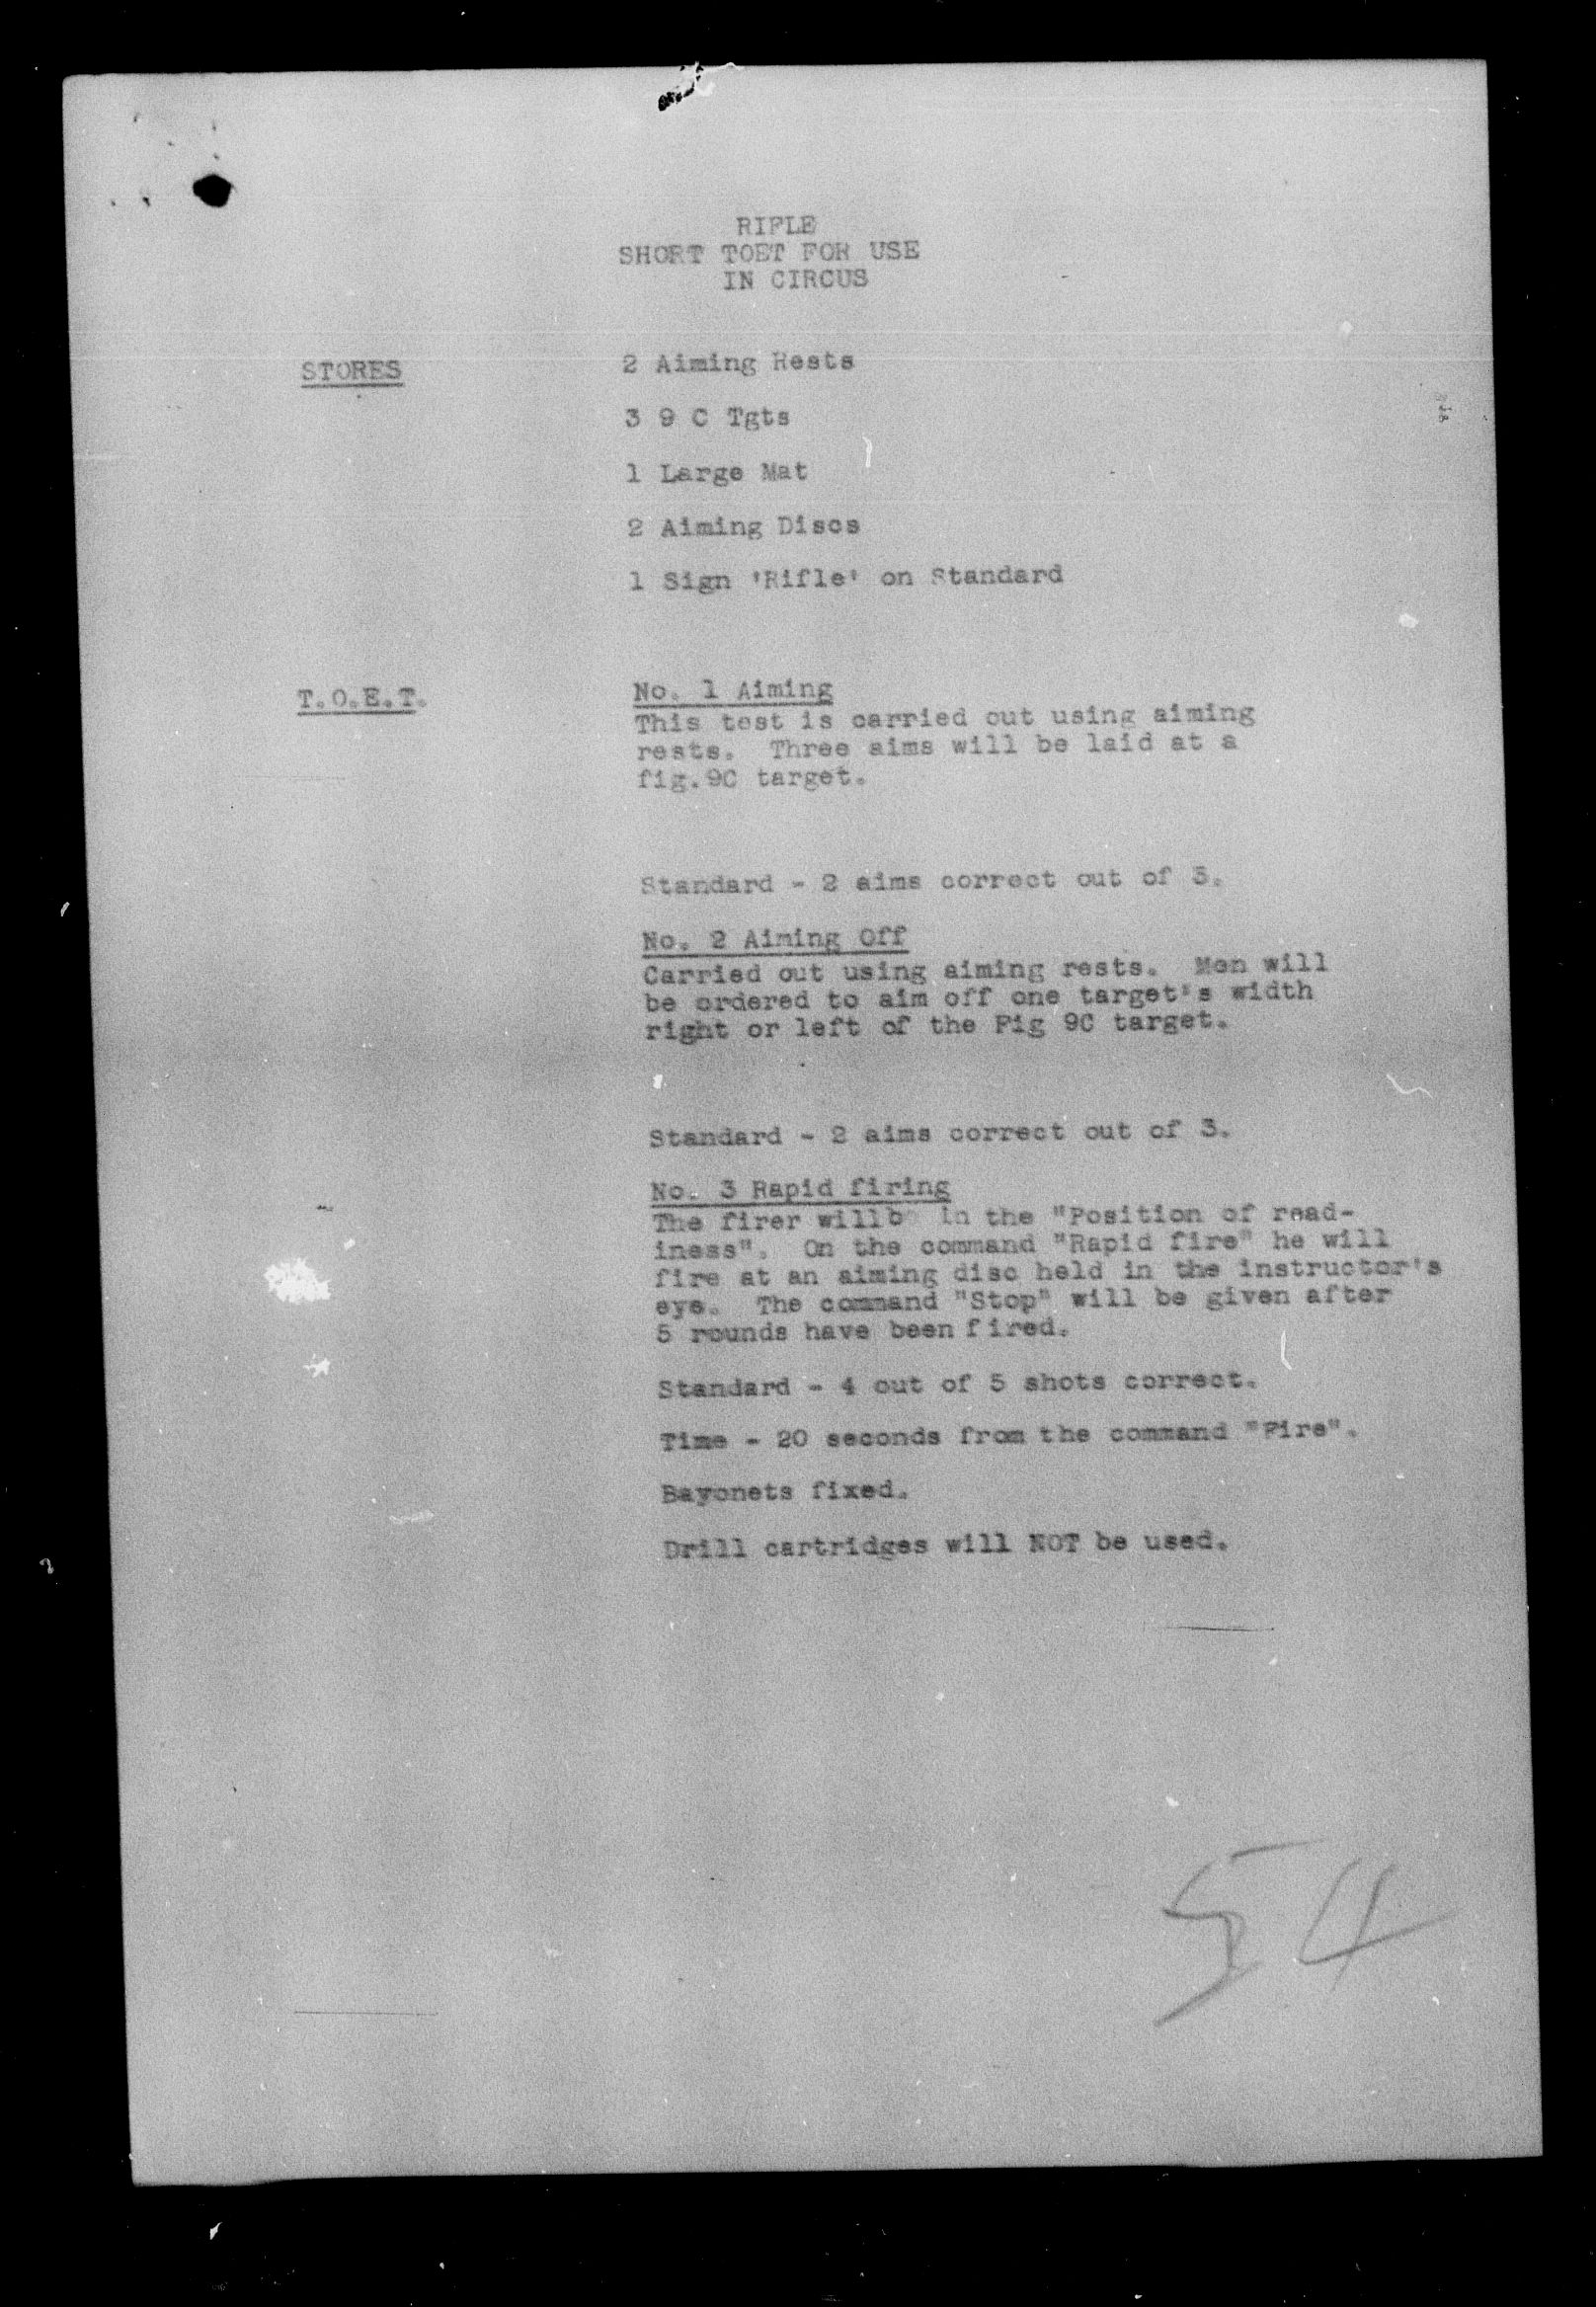 RIFLE
SHORT TOET FOR USE
IN CIRCUS
STORES
2 Aiming Rests
3 9 C Tgts
1 Large Mat
2 Aiming Discs
1 Sign 'Rifle' on Standard
T.O.E.T.
No. 1 Aiming
This test is carried out using aiming
rests. Three aims will be laid at a
fig.9C target.
Standard - 2 aims correct out of 3.
No. 2 Aiming Off
Carried out using aiming rests. Men will
be ordered to aim off one target's width
right or left of the Fig 9C target.
Standard - 2 aims correct out of 3.
No. 3 Rapid firing
The firer will be in the "Position of read-
iness". On the command "Rapid fire" he will
fire at an aiming disc held in the instructor's
eye. The command "Stop" will be given after
5 rounds have been fired.
Standard - 4 out of 5 shots correct.
Time - 20 seconds from the command "Fire".
Bayonets fixed.
Drill cartridges will NOT be used.
54